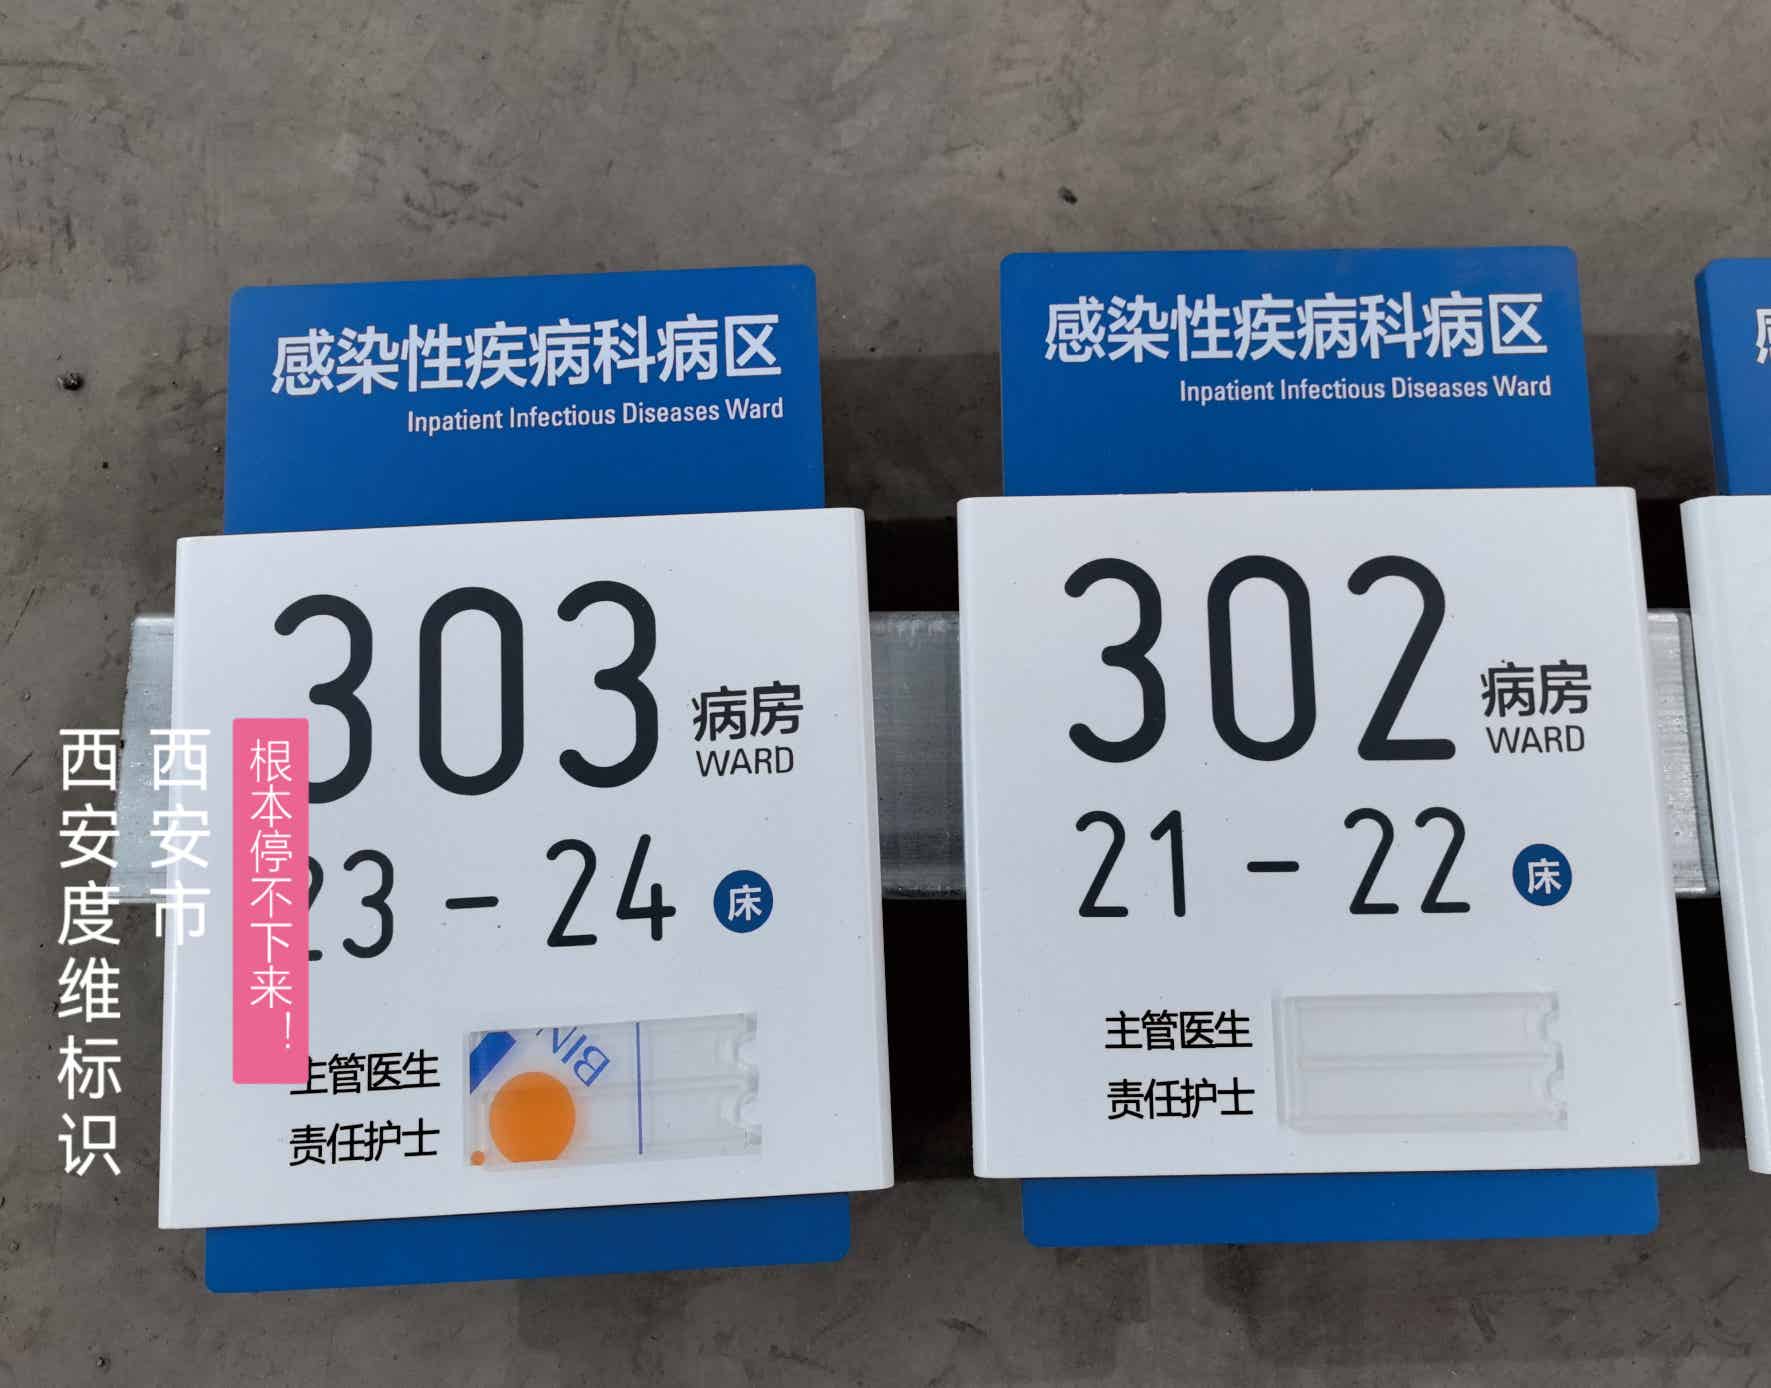 感染性疾病科病区
Inpatient Infectious Diseases Ward
303 病房
WARD
23 - 24 床
主管医生
责任护士
BIN
感染性疾病科病区
Inpatient Infectious Diseases Ward
302 病房
WARD
21 - 22 床
主管医生
责任护士
根本停不下来！
西安市
西安度维标识